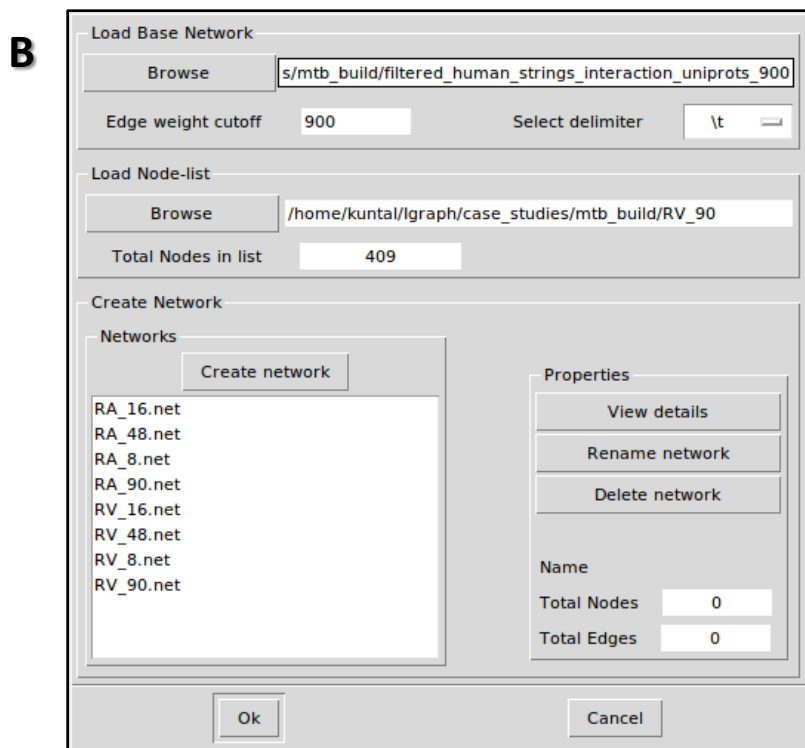 B
Load Base Network
Browse s/mtb_build/filtered_human_strings_interaction_uniprots_900
Edge weight cutoff 900 Select delimiter \t
Load Node-list
Browse /home/kuntal/Igraph/case_studies/mtb_build/RV_90
Total Nodes in list 409
Create Network
Networks
Create network
RA_16.net
RA_48.net
RA_8.net
RA_90.net
RV_16.net
RV_48.net
RV_8.net
RV_90.net
Properties
View details
Rename network
Delete network
Name
Total Nodes 0
Total Edges 0
Ok Cancel